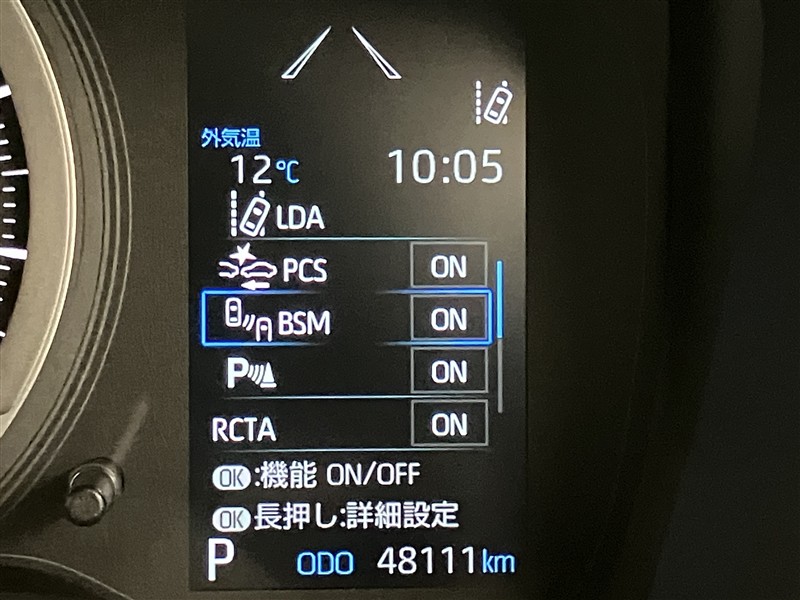 外気温
12℃ 10:05
LDA
PCS ON
BSM ON
P ON
RCTA ON
OK:機能 ON/OFF
OK長押し:詳細設定
P ODO 48111km